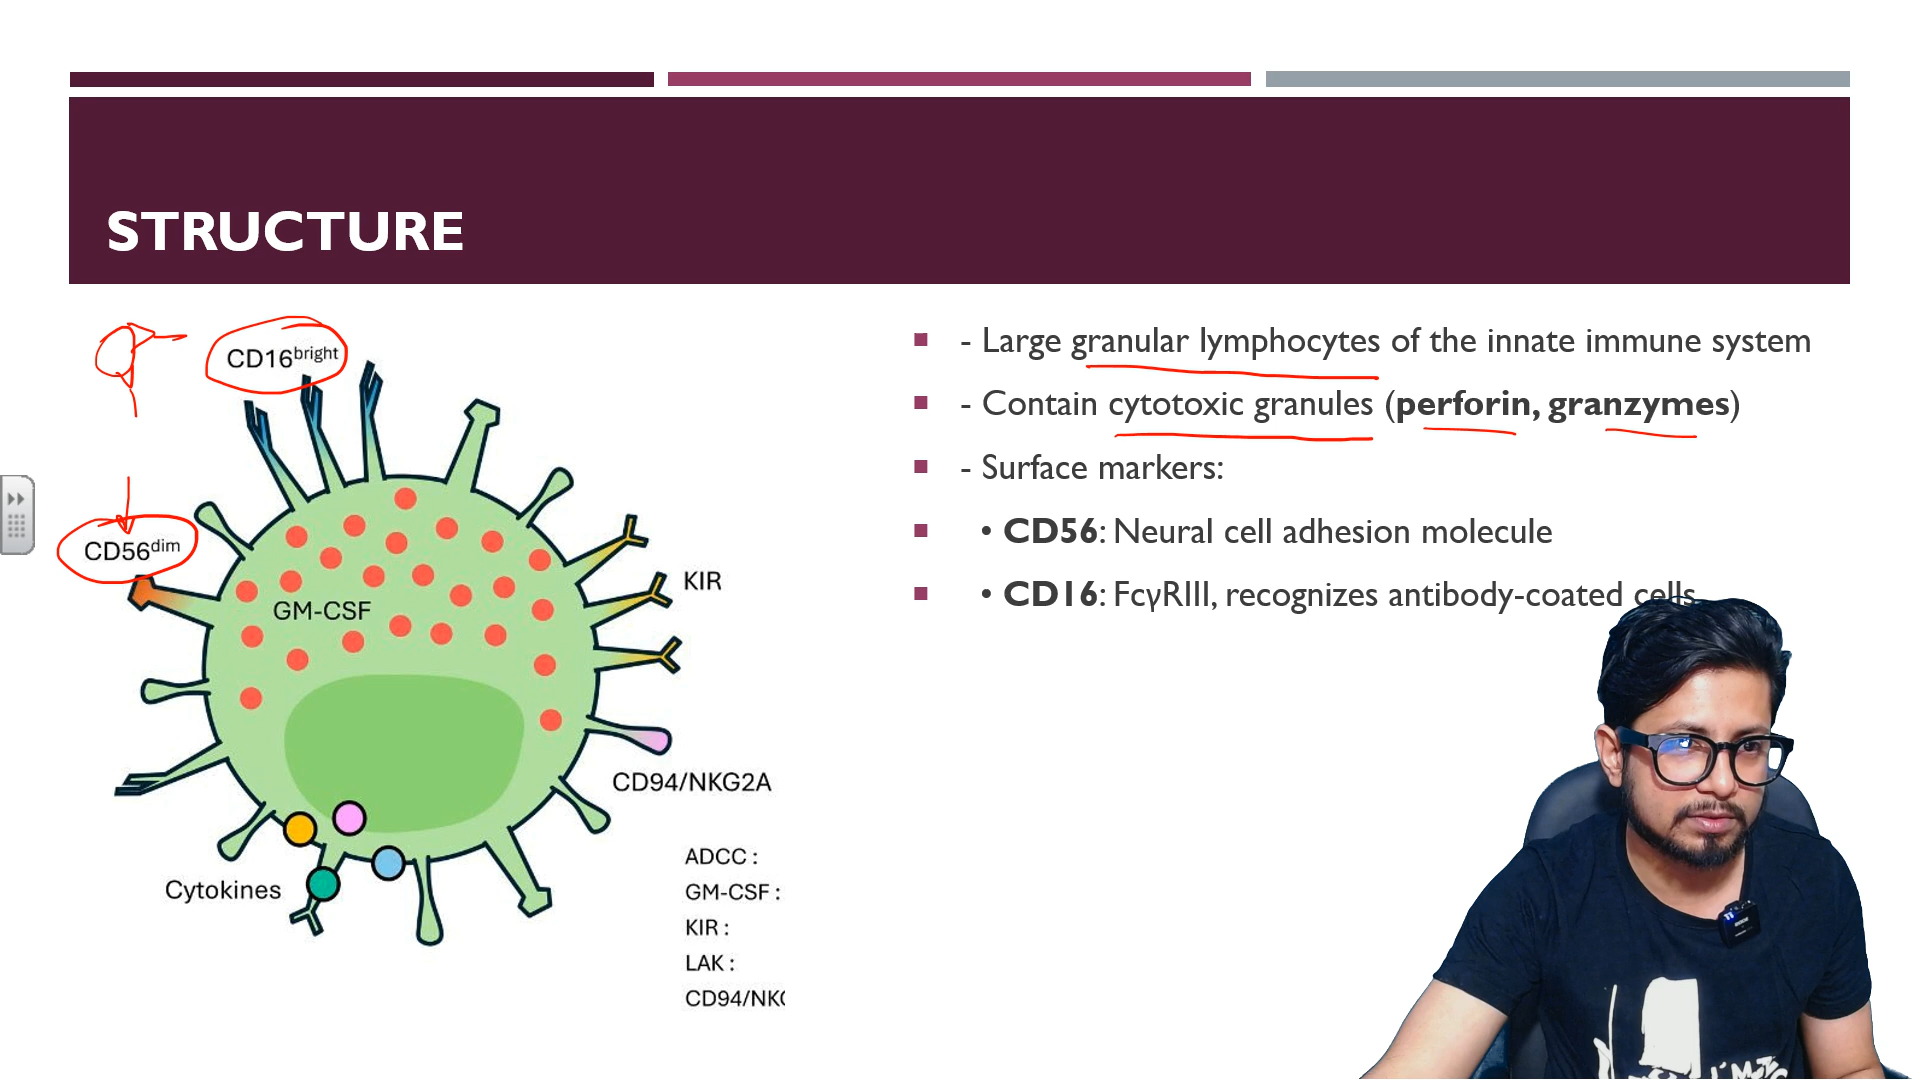 STRUCTURE
- Large granular lymphocytes of the innate immune system
- Contain cytotoxic granules (perforin, granzymes)
- Surface markers:
• CD56: Neural cell adhesion molecule
• CD16: FcγRIII, recognizes antibody-coated cells
CD16bright
CD56dim
GM-CSF
KIR
CD94/NKG2A
Cytokines
ADCC :
GM-CSF :
KIR :
LAK :
CD94/NK